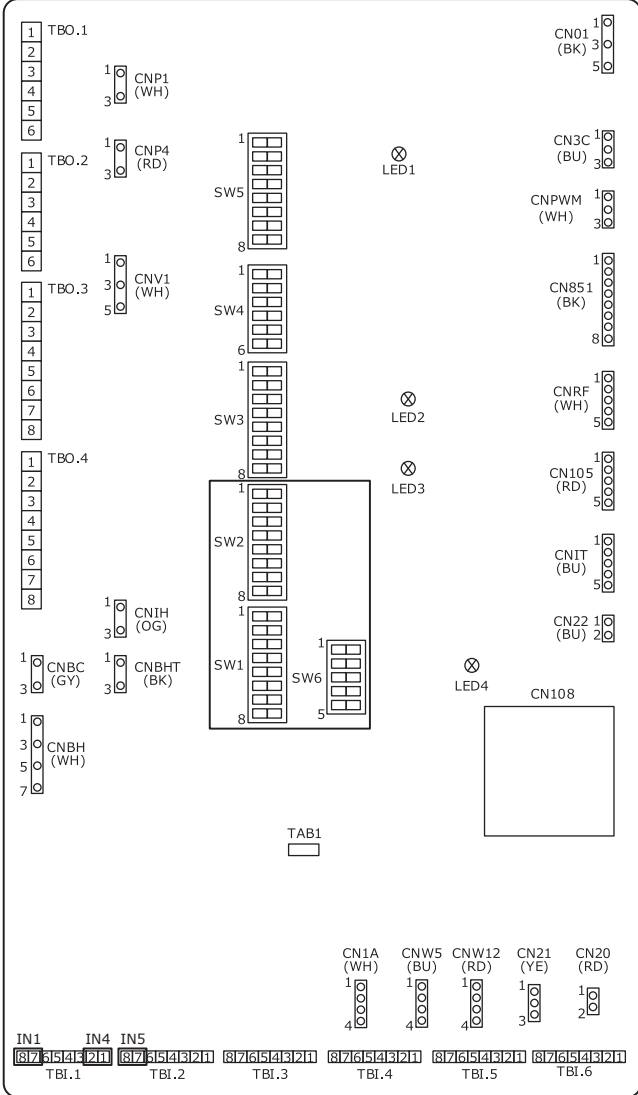 1 TBO.1
2
3
4
5
6
1 CNP1
(WH)
3
CN01
(BK)
1
3
5
1 TBO.2
2
3
4
5
6
1 CNP4
(RD)
3
1
SW5
8
LED1
CN3C
(BU)
1
3
CNPWM
(WH)
1
3
1 TBO.3
2
3
4
5
6
7
8
1 CNV1
3 (WH)
5
1
SW4
6
CN851
(BK)
1
8
1
SW3
8
LED2
LED3
CNRF
(WH)
1
5
1 TBO.4
2
3
4
5
6
7
8
CN105
(RD)
1
5
1
SW2
8
CNIT
(BU)
1
5
1 CNIH
3 (OG)
1
SW1
8
1
SW6
5
CN22
(BU)
1
2
1 CNBC
3 (GY)
1 CNBHT
3 (BK)
LED4
CN108
1
3 CNBH
5 (WH)
7
TAB1
CN1A
(WH)
1
4
CNW5
(BU)
1
4
CNW12
(RD)
1
4
CN21
(YE)
1
3
CN20
(RD)
1
2
IN1 IN4 IN5
8 7 6 5 4 3 2 1
TBI.1
8 7 6 5 4 3 2 1
TBI.2
8 7 6 5 4 3 2 1
TBI.3
8 7 6 5 4 3 2 1
TBI.4
8 7 6 5 4 3 2 1
TBI.5
8 7 6 5 4 3 2 1
TBI.6